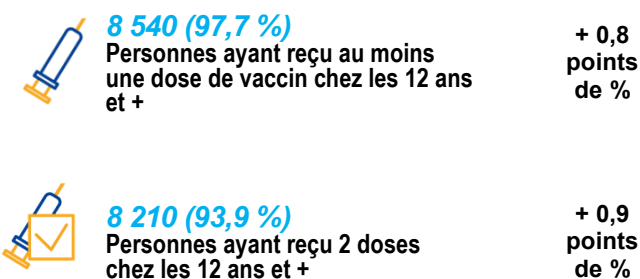 8 540 (97,7 %)
Personnes ayant reçu au moins
une dose de vaccin chez les 12 ans
et +
+ 0,8
points
de %
8 210 (93,9 %)
Personnes ayant reçu 2 doses
chez les 12 ans et +
+ 0,9
points
de %